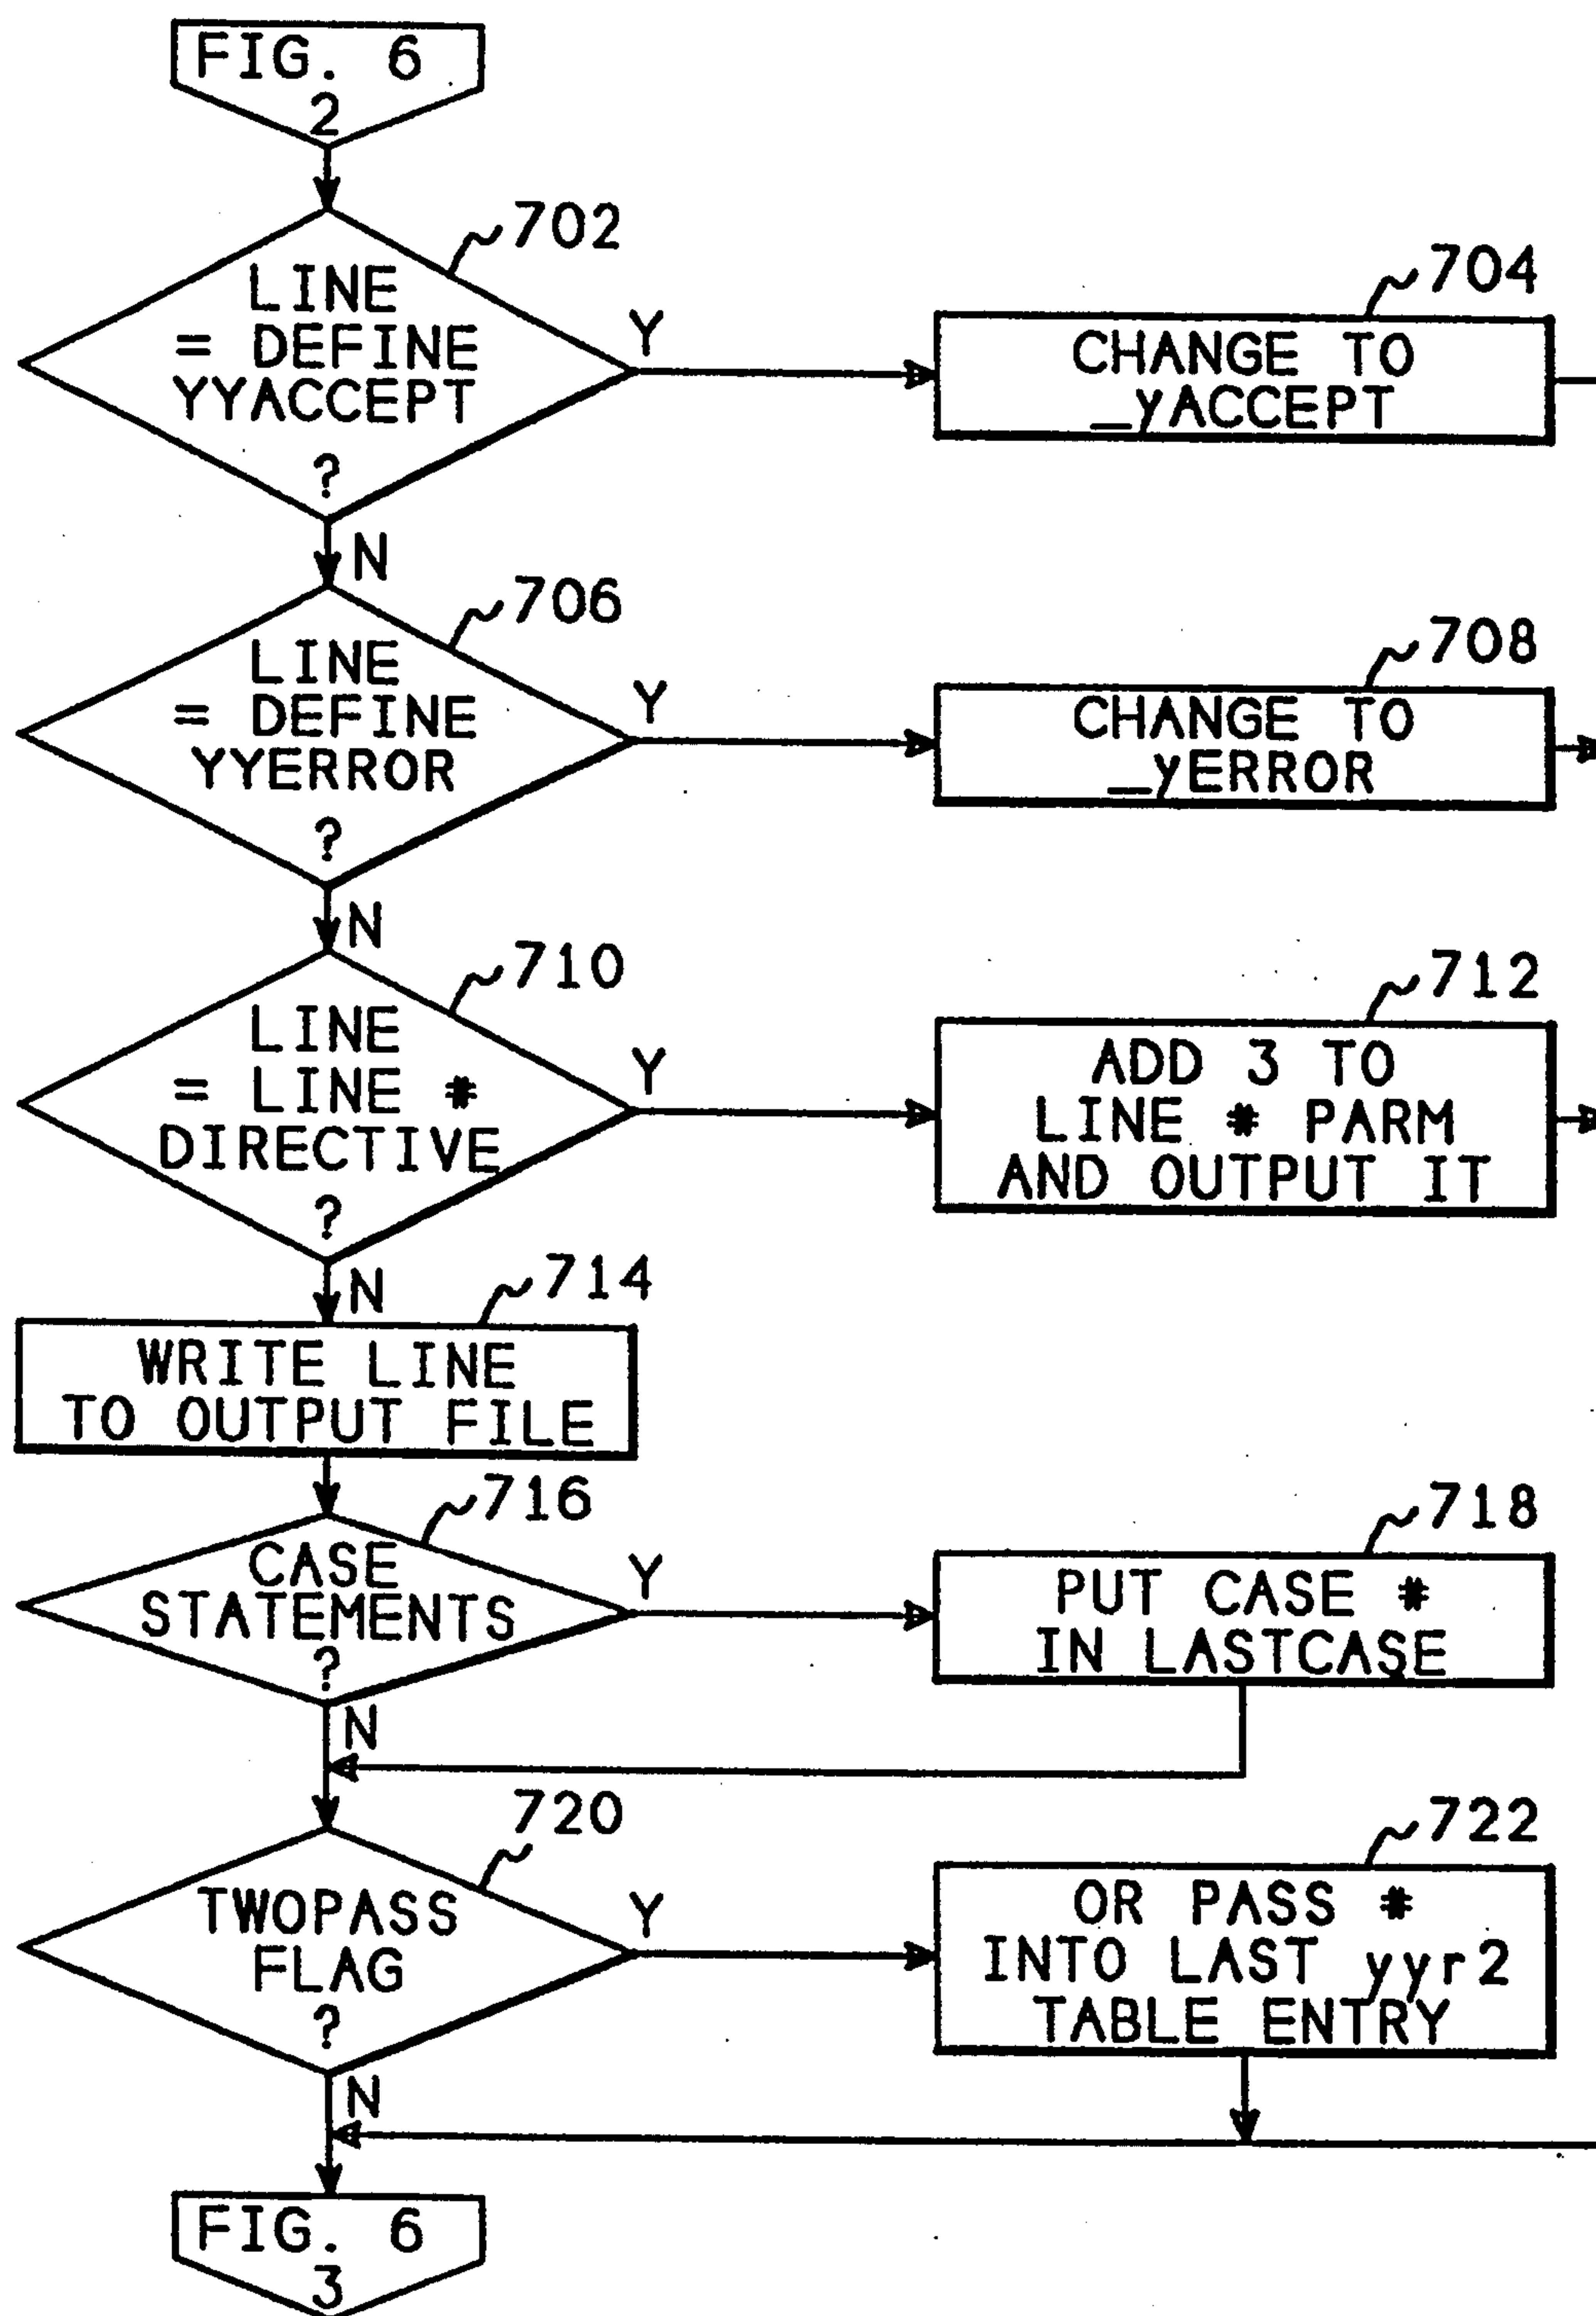 FIG. 6
2
702
LINE
= DEFINE
YYACCEPT
?
Y
N
704
CHANGE TO
_yACCEPT
706
LINE
= DEFINE
YYERROR
?
Y
N
708
CHANGE TO
_yERROR
710
LINE
= LINE #
DIRECTIVE
?
Y
N
712
ADD 3 TO
LINE # PARM
AND OUTPUT IT
714
WRITE LINE
TO OUTPUT FILE
716
CASE
STATEMENTS
?
Y
N
718
PUT CASE #
IN LASTCASE
720
TWOPASS
FLAG
?
Y
N
722
OR PASS #
INTO LAST yyr2
TABLE ENTRY
FIG. 6
3